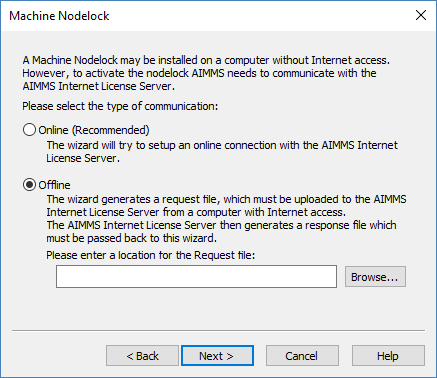 Machine Nodelock
A Machine Nodelock may be installed on a computer without Internet access.
However, to activate the nodelock AIMMS needs to communicate with the
AIMMS Internet License Server.
Please select the type of communication:
Online (Recommended)
The wizard will try to setup an online connection with the AIMMS Internet
License Server.
Offline
The wizard generates a request file, which must be uploaded to the AIMMS
Internet License Server from a computer with Internet access.
The AIMMS Internet License Server then generates a response file which
must be passed back to this wizard.
Please enter a location for the Request file:
Browse...
< Back
Next >
Cancel
Help